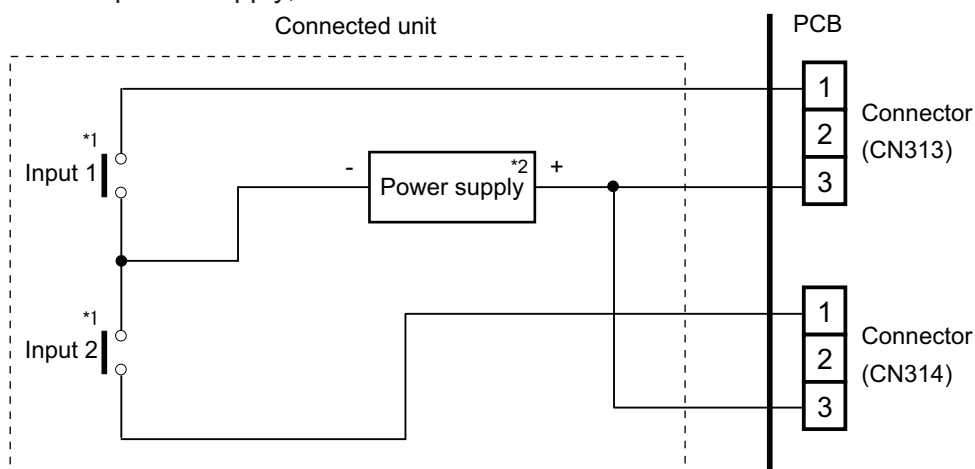 Connected unit
PCB
1
2
3
Connector
(CN313)
*1
Input 1
-
*2
Power supply
+
*1
Input 2
1
2
3
Connector
(CN314)